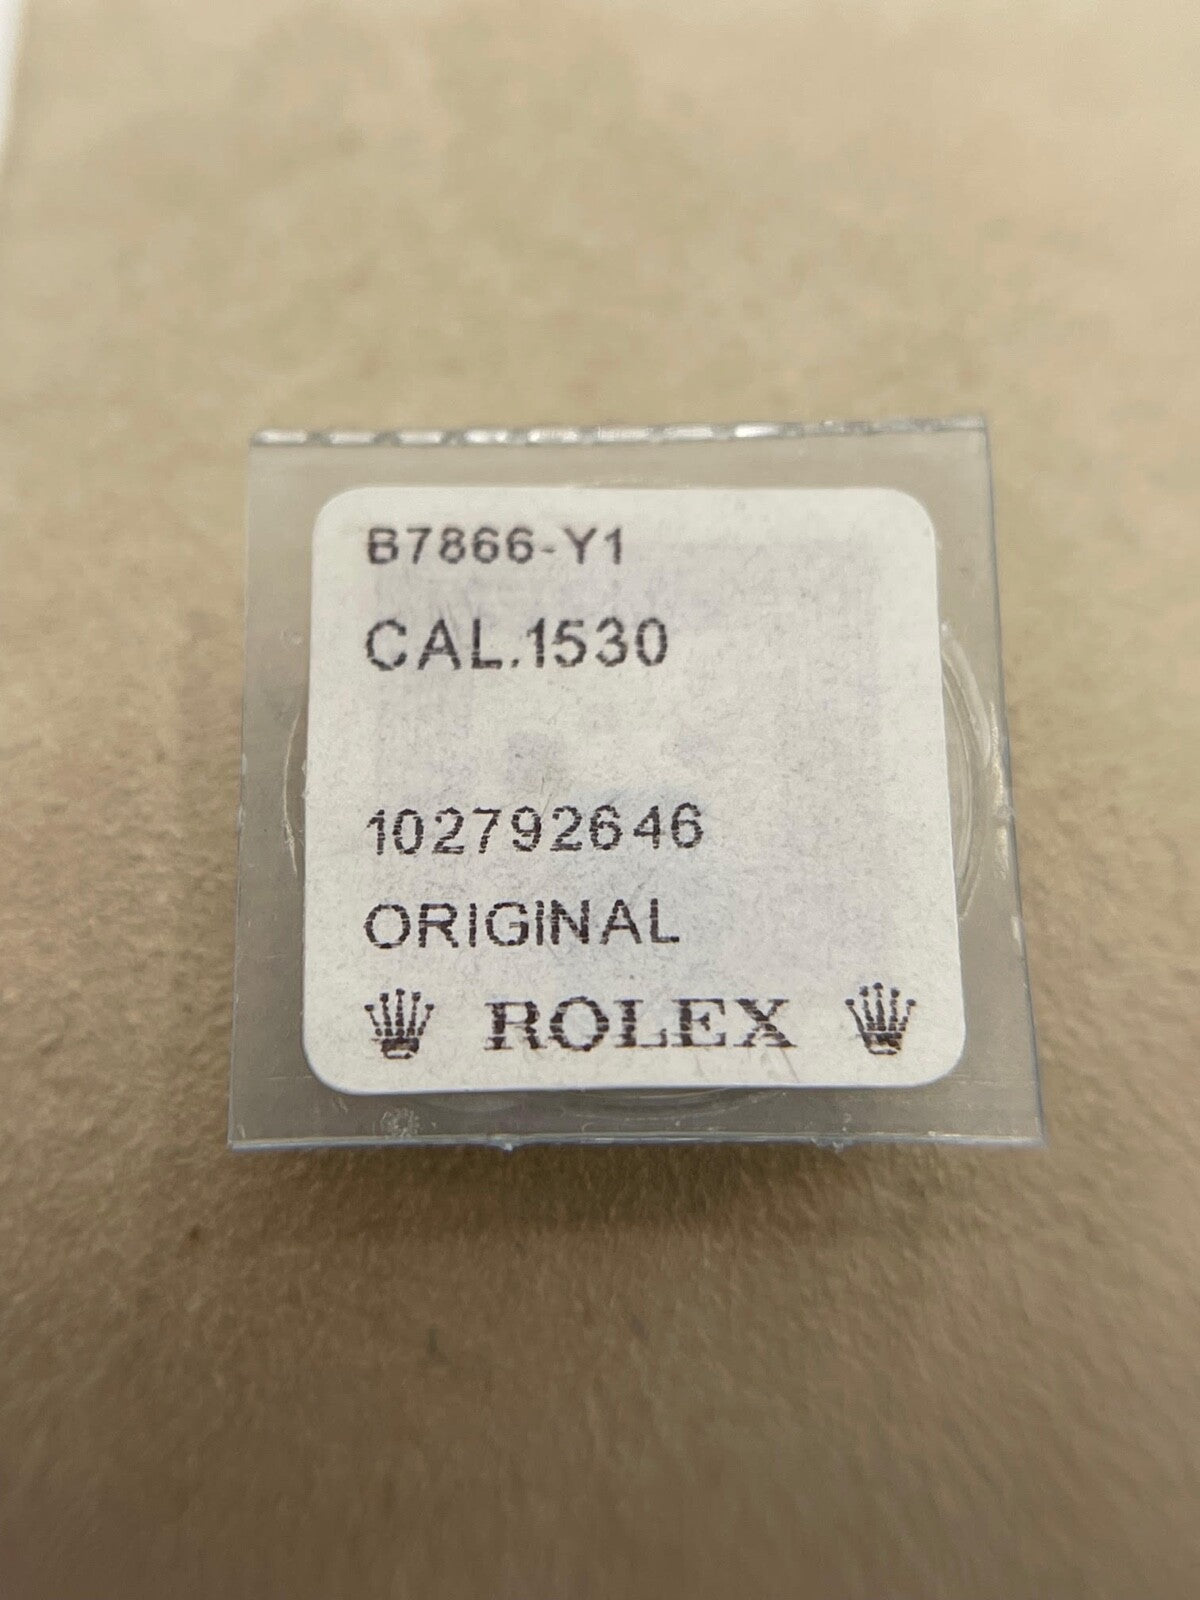 B7866-Y1
CAL.1530
102792646
ORIGINAL
ROLEX